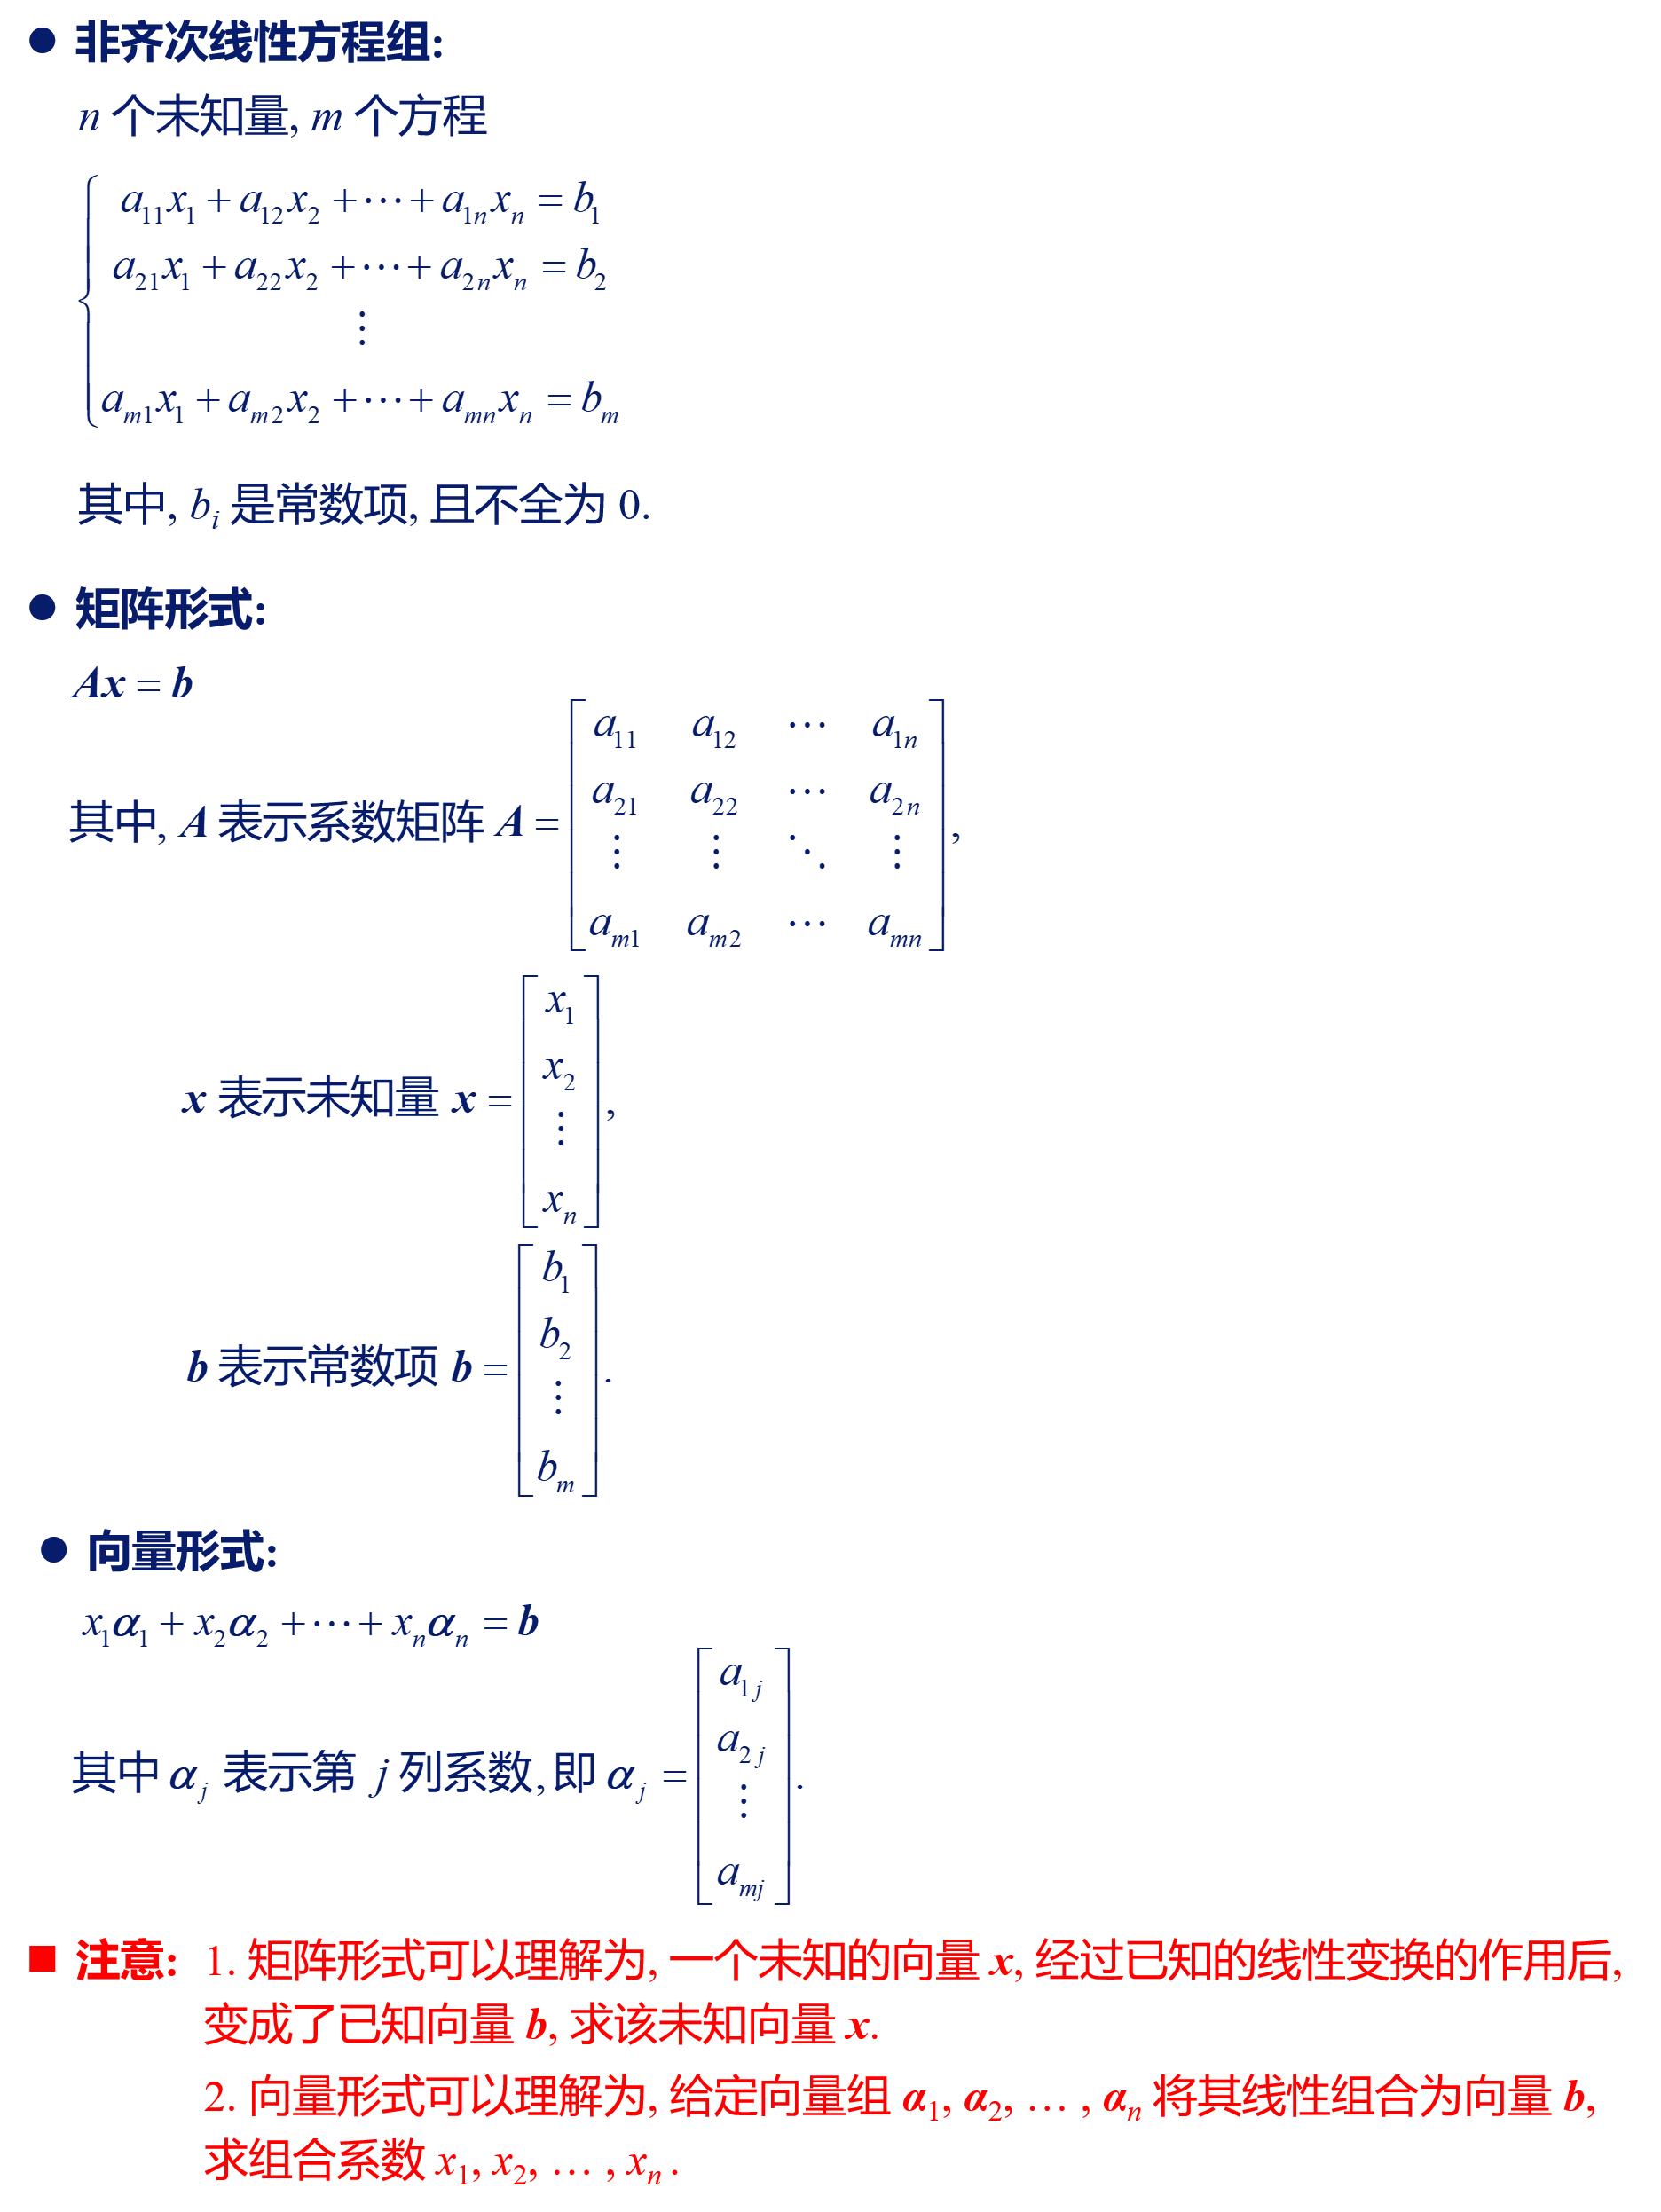 ● 非齐次线性方程组:
n 个未知量, m 个方程
a₁₁x₁ + a₁₂x₂ + ⋯ + a₁ₙxₙ = b₁
a₂₁x₁ + a₂₂x₂ + ⋯ + a₂ₙxₙ = b₂
⋮
aₘ₁x₁ + aₘ₂x₂ + ⋯ + aₘₙxₙ = bₘ
其中, bᵢ 是常数项, 且不全为 0.
● 矩阵形式:
Ax = b
其中, A 表示系数矩阵 A = [a₁₁ a₁₂ ⋯ a₁ₙ
a₂₁ a₂₂ ⋯ a₂ₙ
⋮ ⋮ ⋱ ⋮
aₘ₁ aₘ₂ ⋯ aₘₙ],
x 表示未知量 x = [x₁
x₂
⋮
xₙ],
b 表示常数项 b = [b₁
b₂
⋮
bₘ].
● 向量形式:
x₁α₁ + x₂α₂ + ⋯ + xₙαₙ = b
其中 αⱼ 表示第 j 列系数, 即 αⱼ = [a₁ⱼ
a₂ⱼ
⋮
aₘⱼ].
■ 注意: 1. 矩阵形式可以理解为, 一个未知的向量 x, 经过已知的线性变换的作用后,
变成了已知向量 b, 求该未知向量 x.
2. 向量形式可以理解为, 给定向量组 α₁, α₂, … , αₙ 将其线性组合为向量 b,
求组合系数 x₁, x₂, … , xₙ .